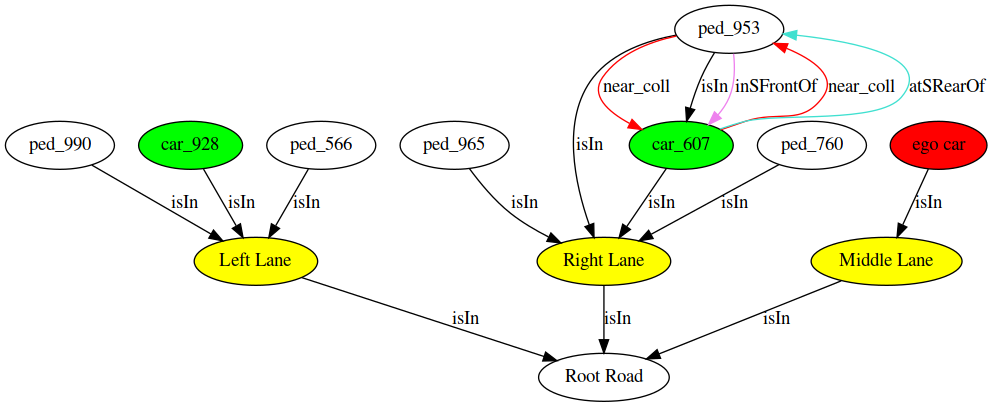 ped_953
near_coll
isIn
inSFrontOf
near_coll
atSRearOf
ped_990
car_928
ped_566
ped_965
isIn
car_607
ped_760
ego car
isIn
isIn
isIn
isIn
isIn
isIn
isIn
Left Lane
Right Lane
Middle Lane
isIn
isIn
isIn
Root Road